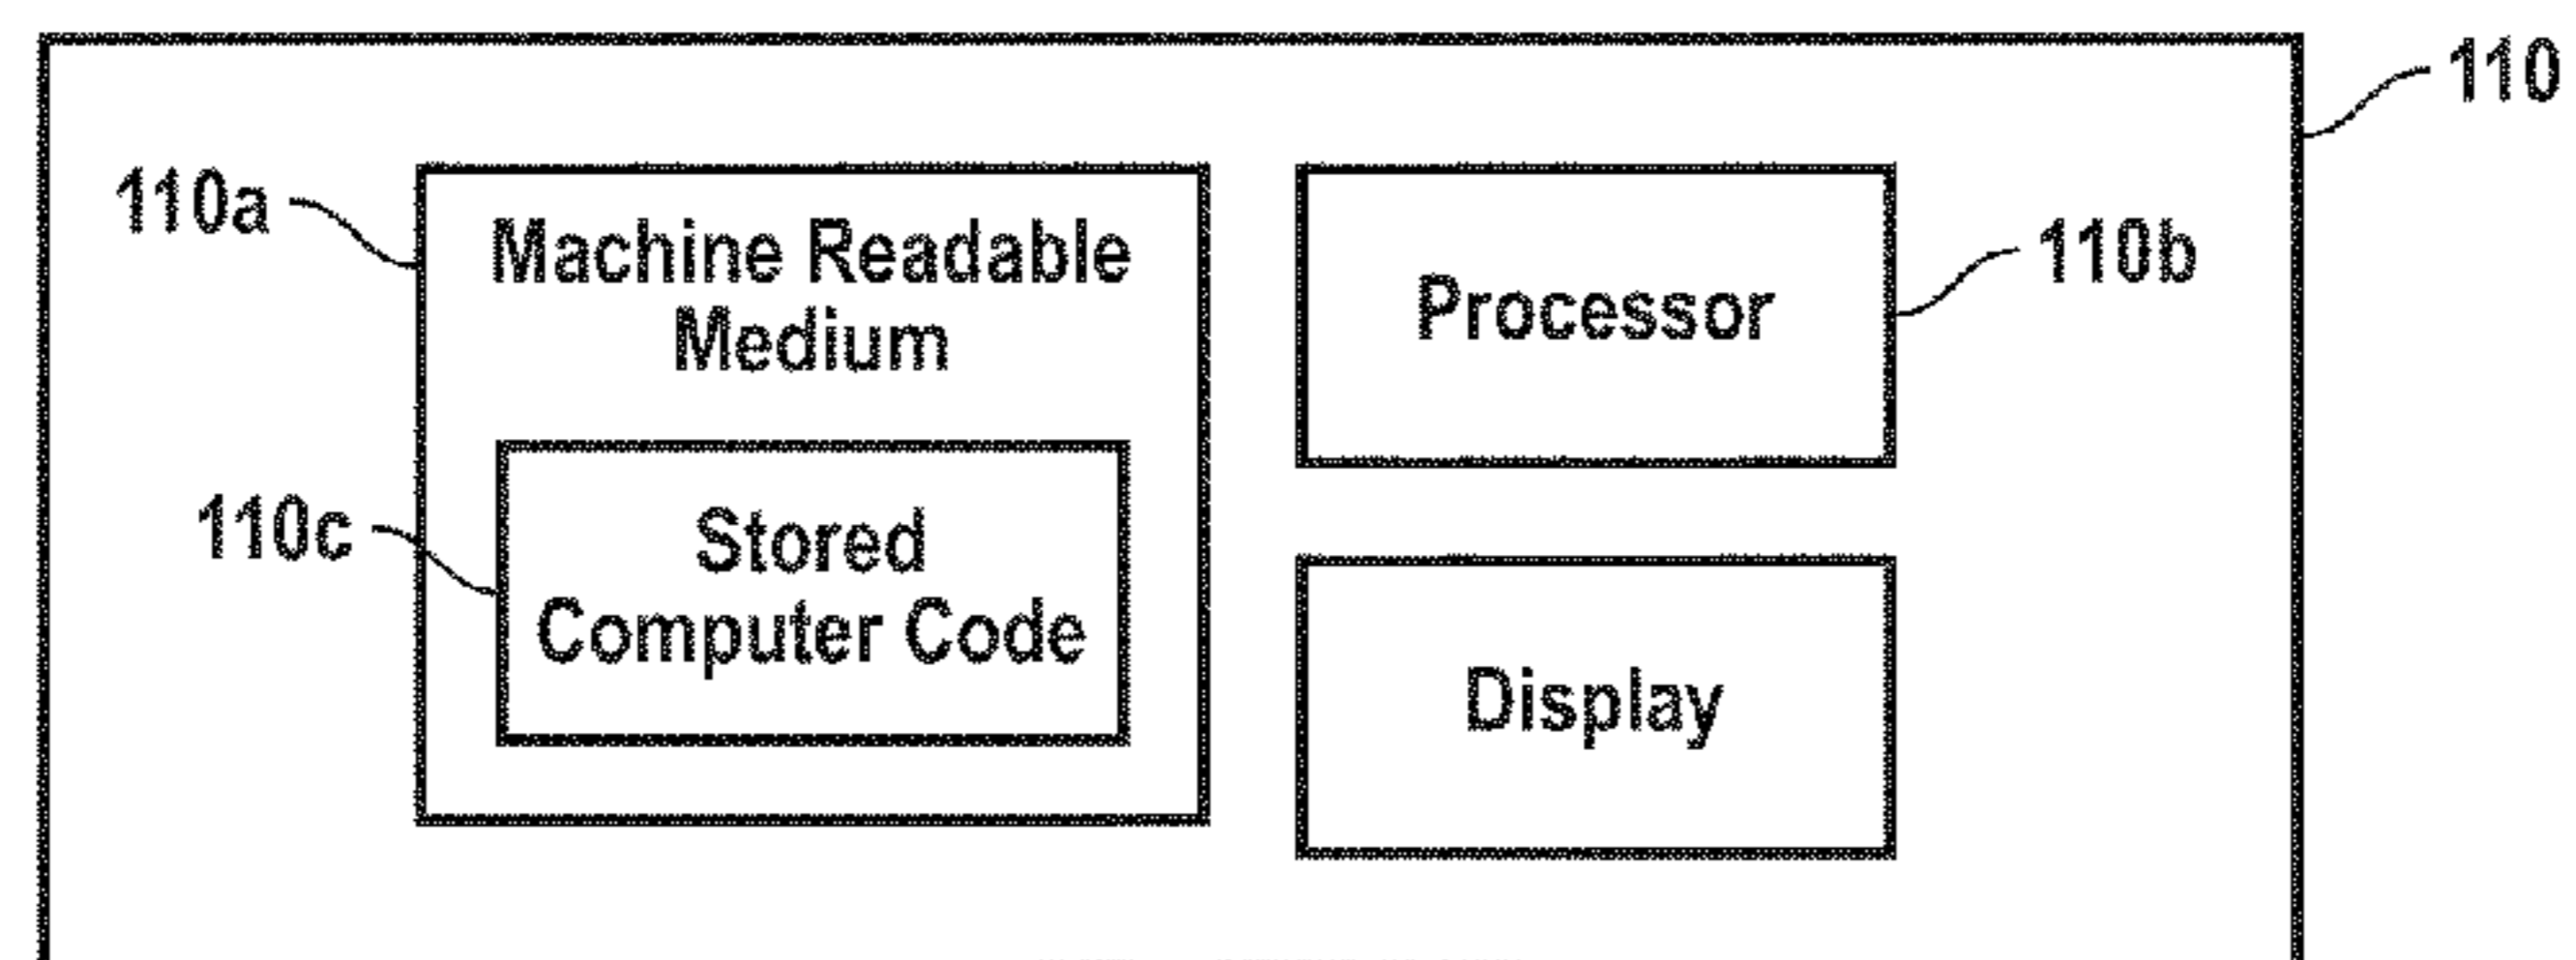 110
110a
Machine Readable
Medium
110b
Processor
110c
Stored
Computer Code
Display